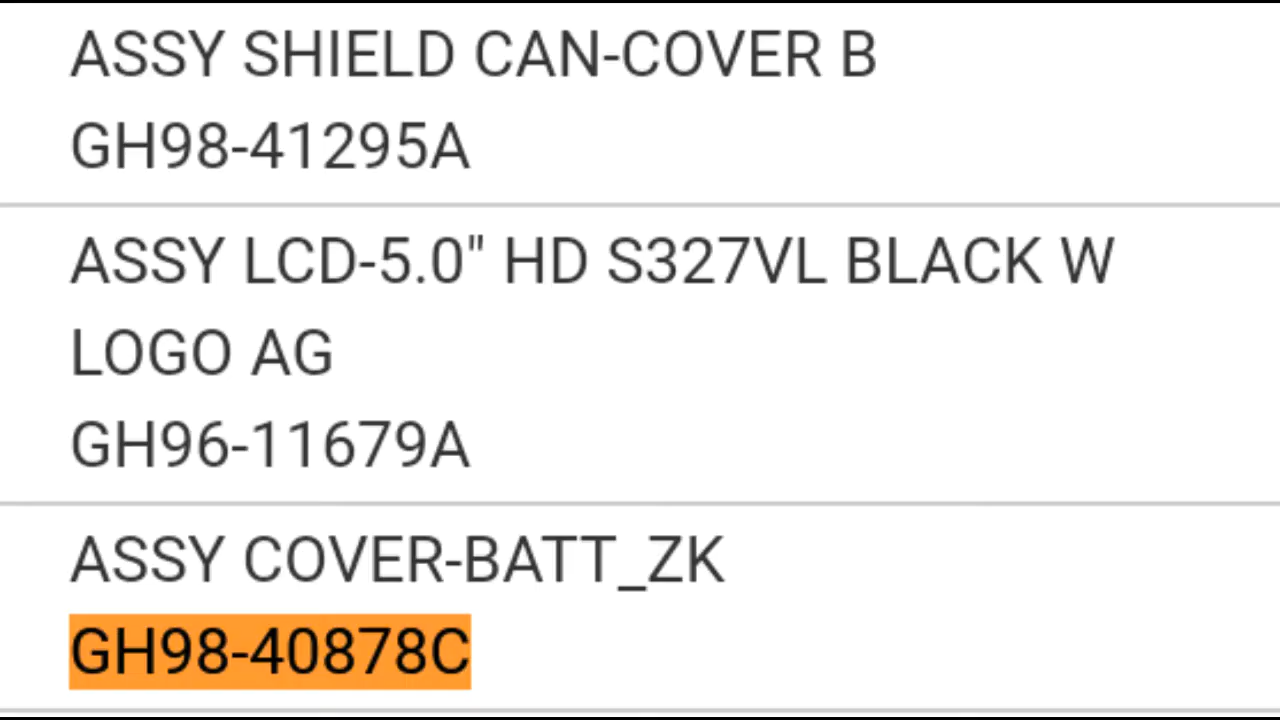 ASSY SHIELD CAN-COVER B
GH98-41295A
ASSY LCD-5.0" HD S327VL BLACK W
LOGO AG
GH96-11679A
ASSY COVER-BATT_ZK
GH98-40878C